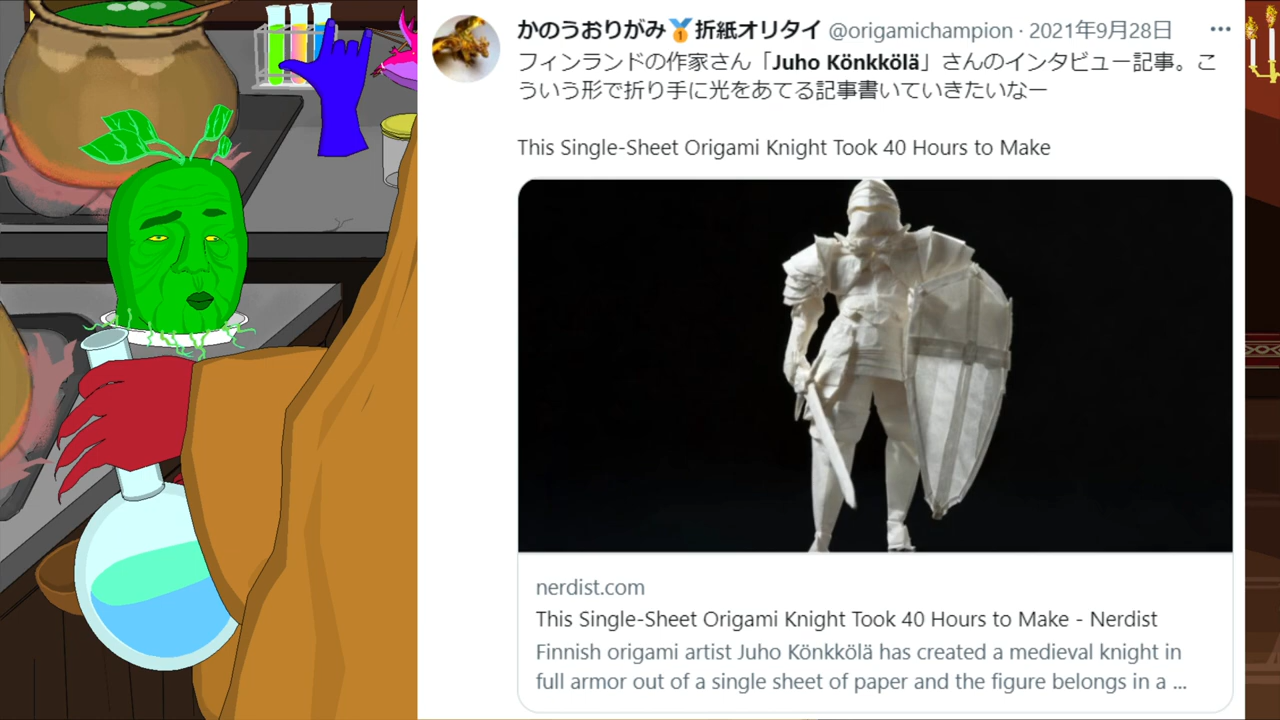 かのうおりがみ🥇折紙オリタイ @origamichampion · 2021年9月28日
フィンランドの作家さん「Juho Könkkölä」さんのインタビュー記事。こ
ういう形で折り手に光をあてる記事書いていきたいなー
This Single-Sheet Origami Knight Took 40 Hours to Make
nerdist.com
This Single-Sheet Origami Knight Took 40 Hours to Make - Nerdist
Finnish origami artist Juho Könkkölä has created a medieval knight in
full armor out of a single sheet of paper and the figure belongs in a ...